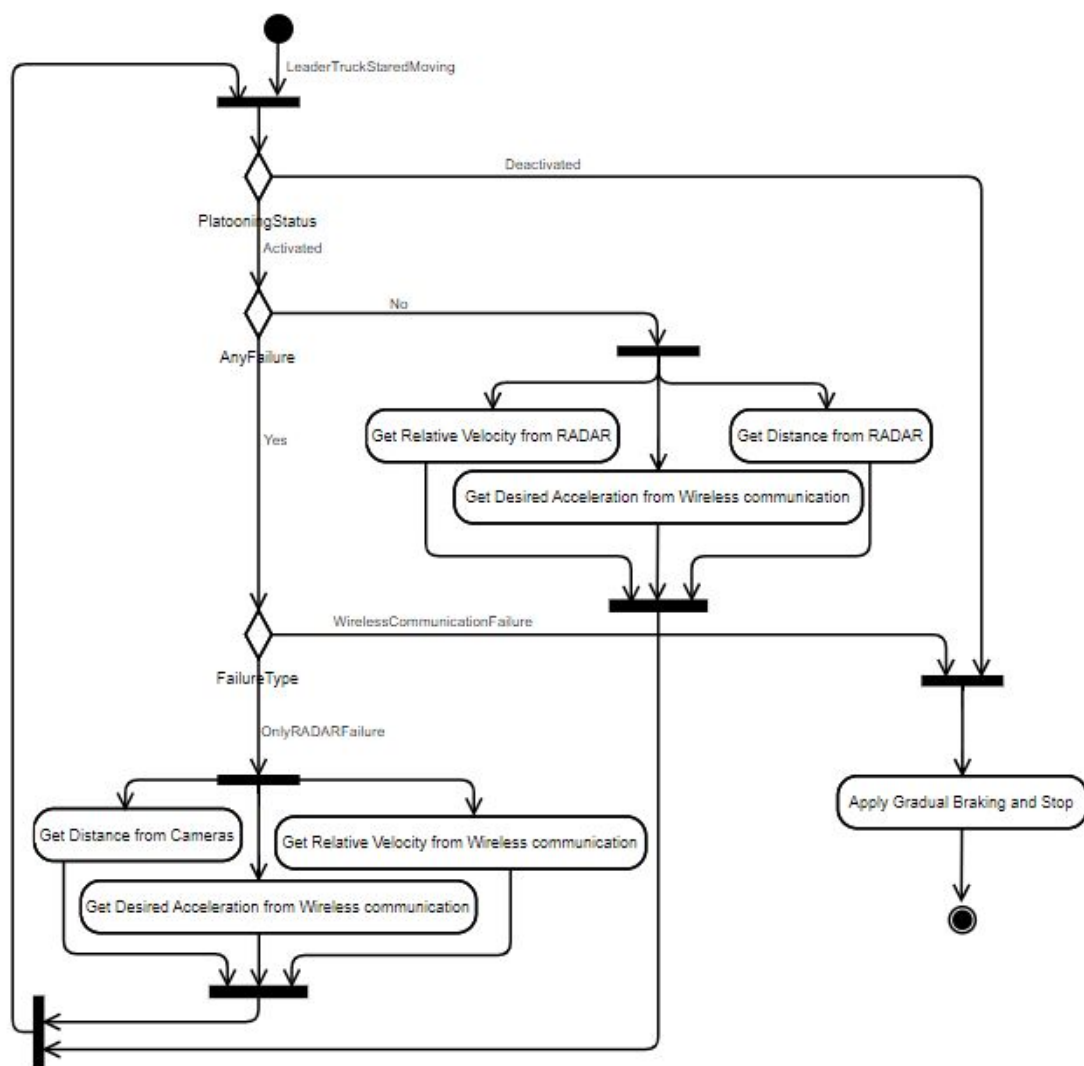 LeaderTruckStaredMoving
Deactivated
PlatooningStatus
Activated
No
AnyFailure
Get Relative Velocity from RADAR
Get Distance from RADAR
Yes
Get Desired Acceleration from Wireless communication
WirelessCommunicationFailure
FailureType
OnlyRADARFailure
Apply Gradual Braking and Stop
Get Distance from Cameras
Get Relative Velocity from Wireless communication
Get Desired Acceleration from Wireless communication